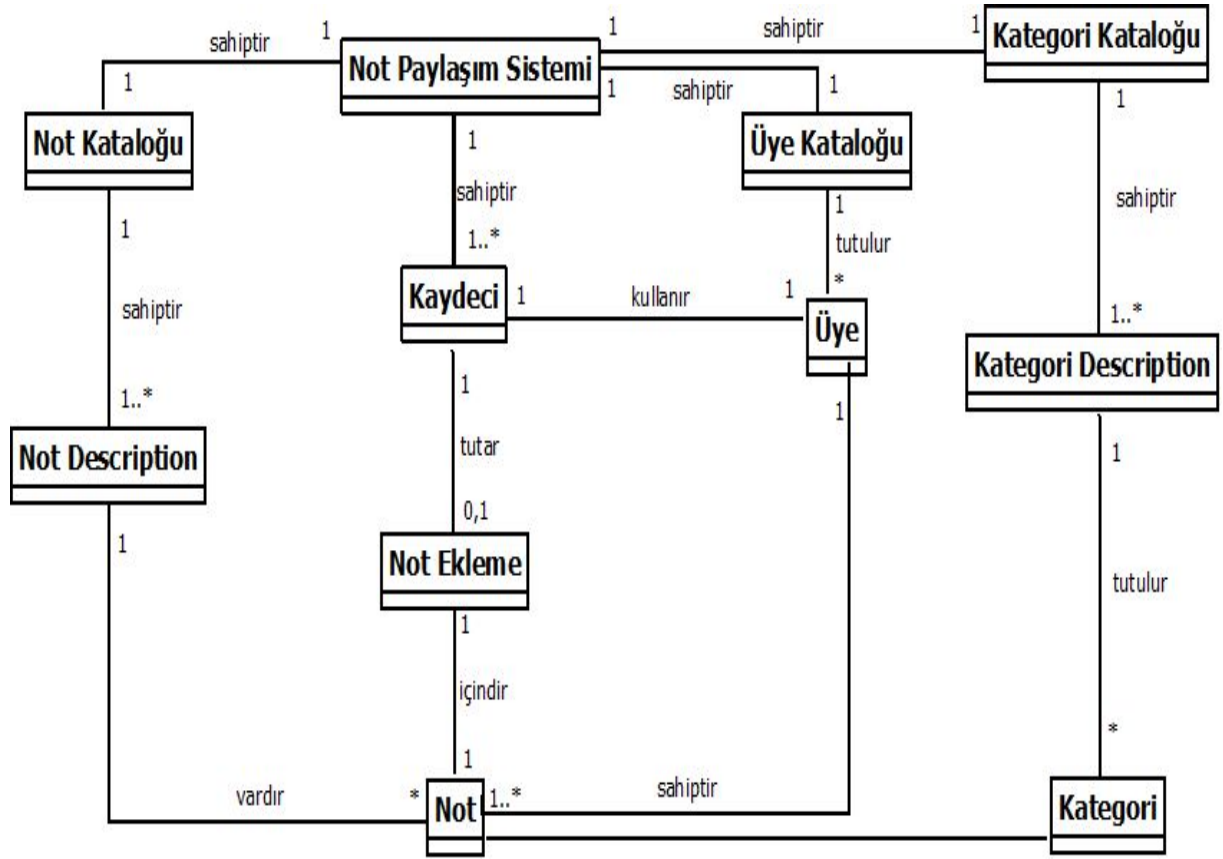 sahiptir
1
1
sahiptir
1
Kategori Kataloğu
Not Paylaşım Sistemi
1
1
sahiptir
1
1
Not Kataloğu
1
Üye Kataloğu
1
sahiptir
1
sahiptir
1
1..*
tutulur
*
Kaydeci
1
kullanır
1
Üye
sahiptir
1..*
1..*
Kategori Description
Not Description
1
tutar
0,1
1
1
1
Not Ekleme
1
tutulur
içindir
1
*
vardır
*
Not
1..*
sahiptir
Kategori